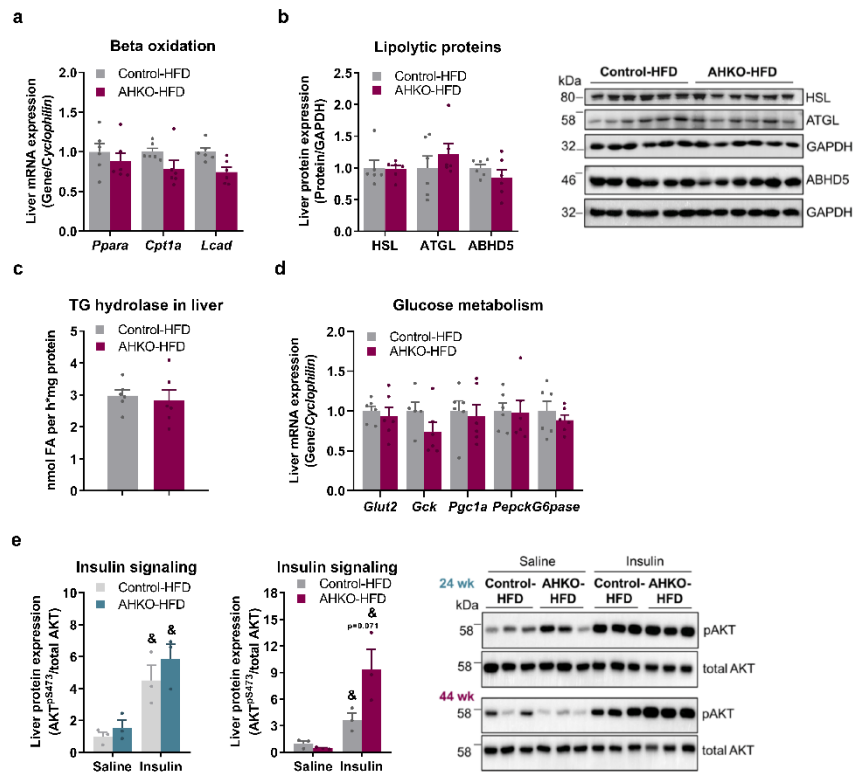 a
Beta oxidation
Control-HFD
AHKO-HFD
Liver mRNA expression
(Gene/Cyclophilin)
2.0
1.5
1.0
0.5
0.0
Ppara Cpt1a Lcad
b
Lipolytic proteins
Control-HFD
AHKO-HFD
Liver protein expression
(Protein/GAPDH)
2.5
2.0
1.5
1.0
0.5
0.0
HSL ATGL ABHD5
kDa
Control-HFD AHKO-HFD
80 HSL
58 ATGL
32 GAPDH
46 ABHD5
32 GAPDH
c
TG hydrolase in liver
Control-HFD
AHKO-HFD
nmol FA per h*mg protein
5
4
3
2
1
0
d
Glucose metabolism
Control-HFD
AHKO-HFD
Liver mRNA expression
(Gene/Cyclophilin)
2.0
1.5
1.0
0.5
0.0
Glut2 Gck Pgc1a Pepck G6pase
e
Insulin signaling
Control-HFD
AHKO-HFD
Liver protein expression
(AKTpS473/total AKT)
8
6
4
2
0
& &
Saline Insulin
Insulin signaling
Control-HFD
AHKO-HFD
Liver protein expression
(AKTpS473/total AKT)
15
10
5
0
&
p=0.071
&
Saline Insulin
Saline Insulin
24 wk
Control-HFD AHKO-HFD Control-HFD AHKO-HFD
kDa
58 pAKT
58 total AKT
44 wk
58 pAKT
58 total AKT